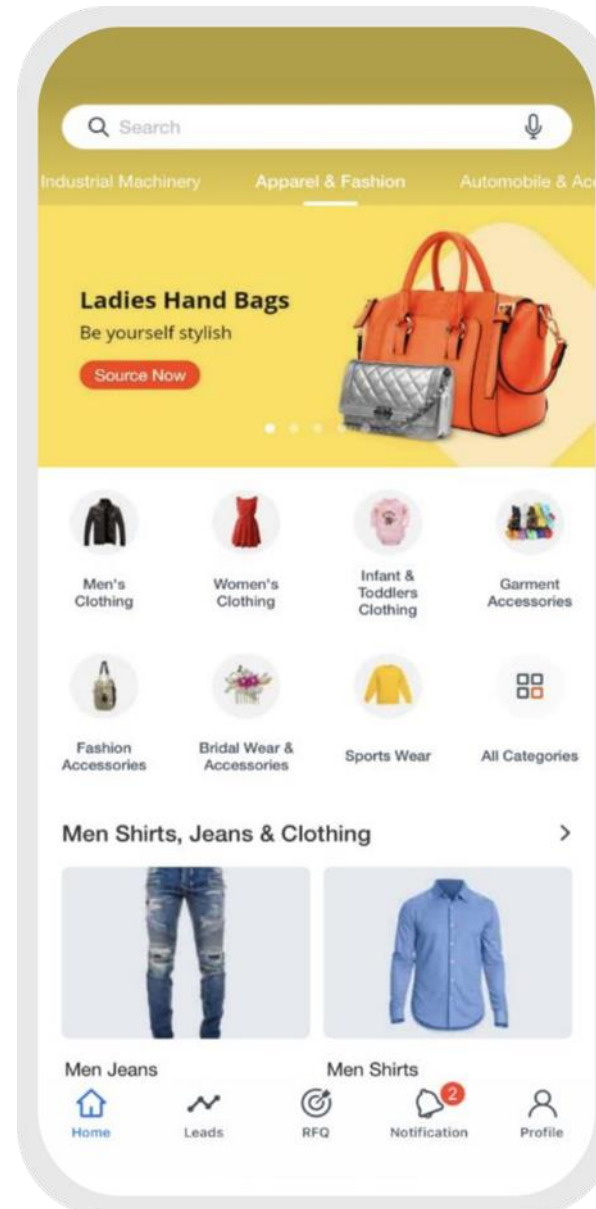 Search
Industrial Machinery Apparel & Fashion Automobile & Acc
Ladies Hand Bags
Be yourself stylish
Source Now
Men's
Clothing
Women's
Clothing
Infant &
Toddlers
Clothing
Garment
Accessories
Fashion
Accessories
Bridal Wear &
Accessories
Sports Wear
All Categories
Men Shirts, Jeans & Clothing
Men Jeans
Men Shirts
2
Home
Leads
RFQ
Notification
Profile